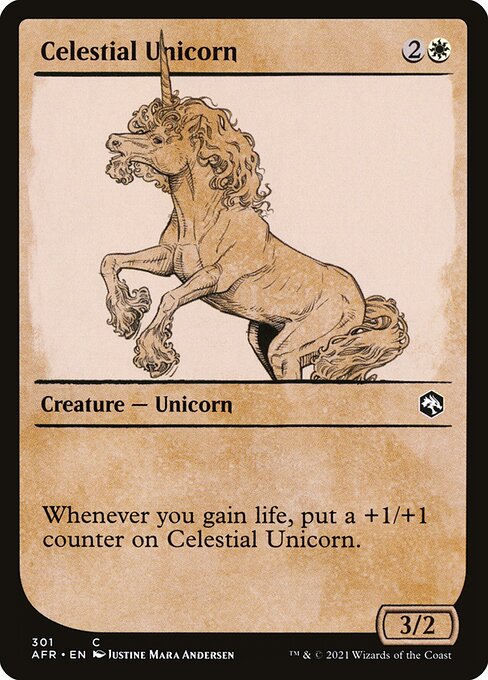 Celestial Unicorn 2
Creature — Unicorn
Whenever you gain life, put a +1/+1
counter on Celestial Unicorn.
3/2
301 C
AFR • EN Justine Mara Andersen ™ & © 2021 Wizards of the Coast